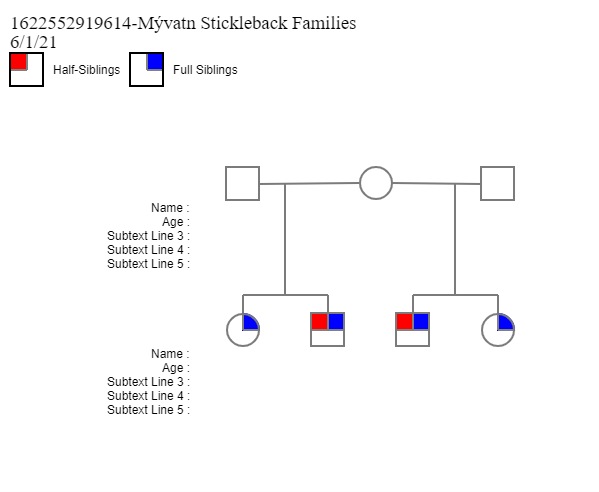 1622552919614-Mývatn Stickleback Families
6/1/21
Half-Siblings Full Siblings
Name :
Age :
Subtext Line 3 :
Subtext Line 4 :
Subtext Line 5 :
Name :
Age :
Subtext Line 3 :
Subtext Line 4 :
Subtext Line 5 :